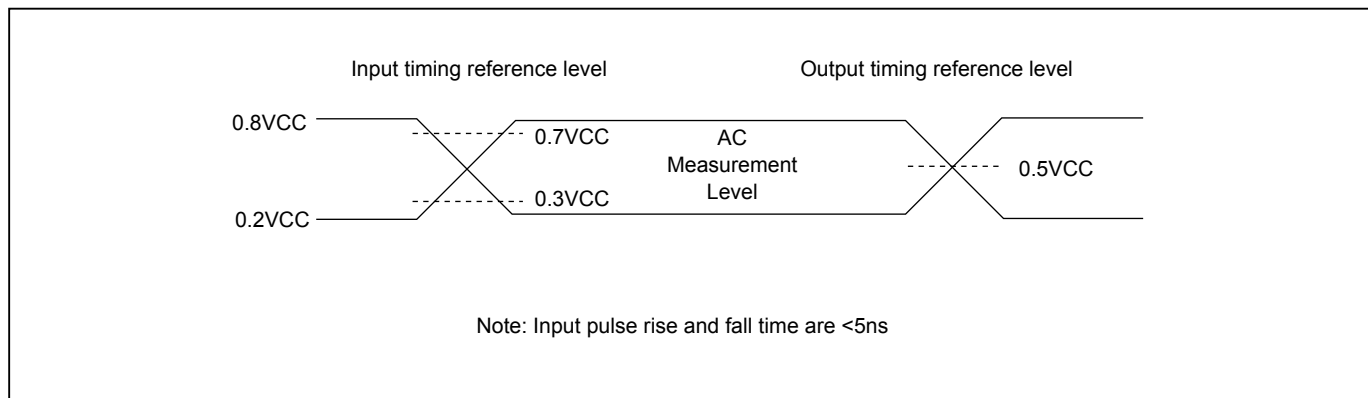 Input timing reference level
Output timing reference level
0.8VCC
0.7VCC
AC
Measurement
Level
0.5VCC
0.3VCC
0.2VCC
Note: Input pulse rise and fall time are <5ns